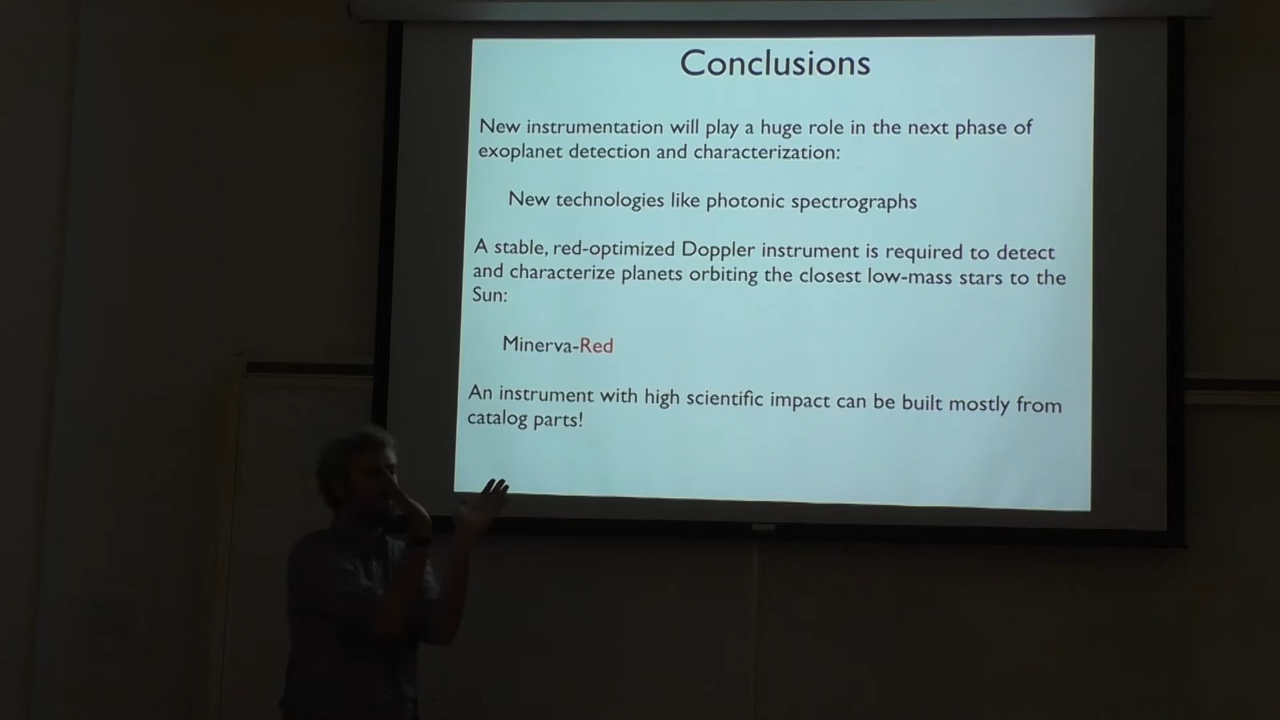 Conclusions
New instrumentation will play a huge role in the next phase of
exoplanet detection and characterization:
New technologies like photonic spectrographs
A stable, red-optimized Doppler instrument is required to detect
and characterize planets orbiting the closest low-mass stars to the
Sun:
Minerva-Red
An instrument with high scientific impact can be built mostly from
catalog parts!